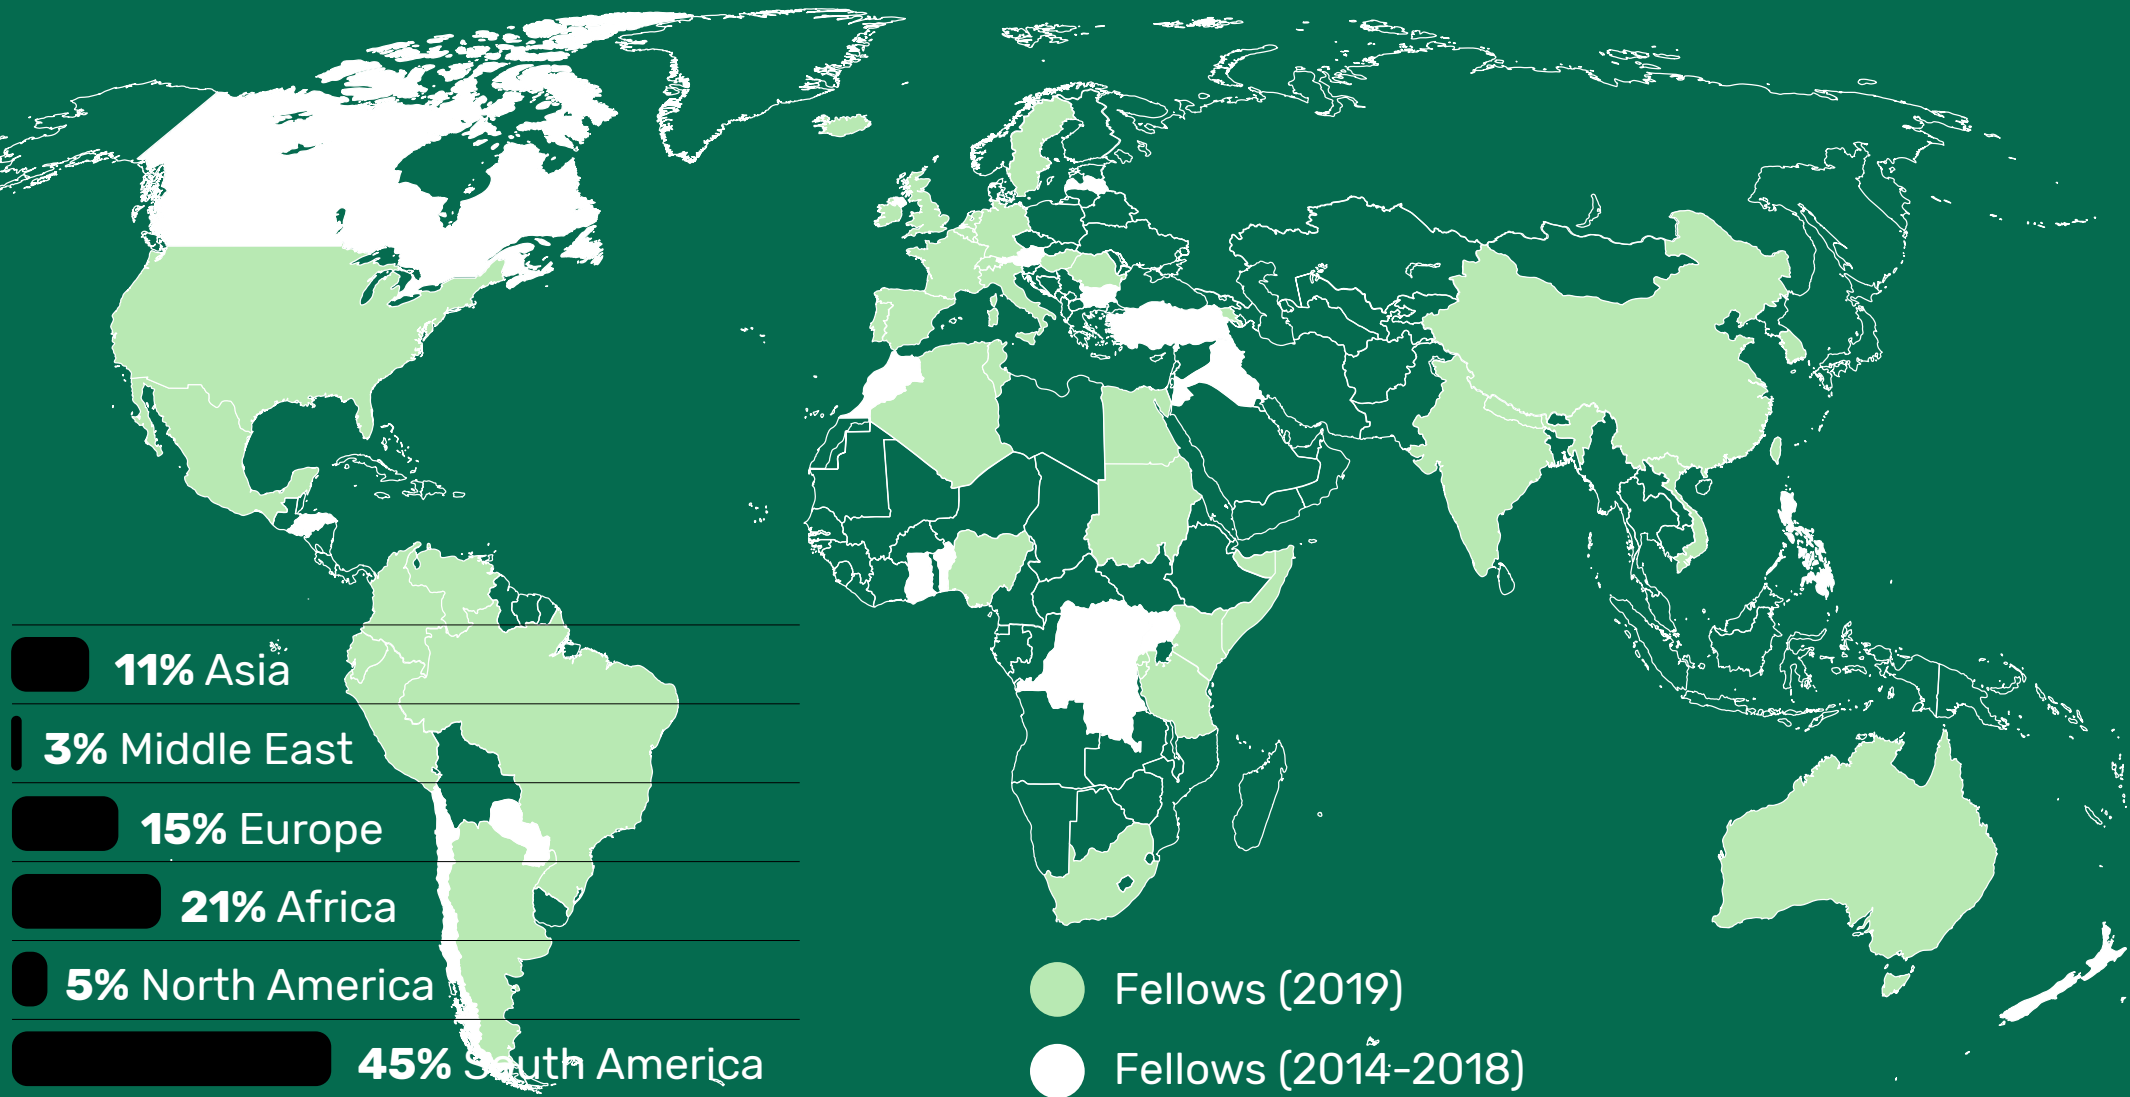 11% Asia
3% Middle East
15% Europe
21% Africa
5% North America
45% South America
Fellows (2019)
Fellows (2014-2018)